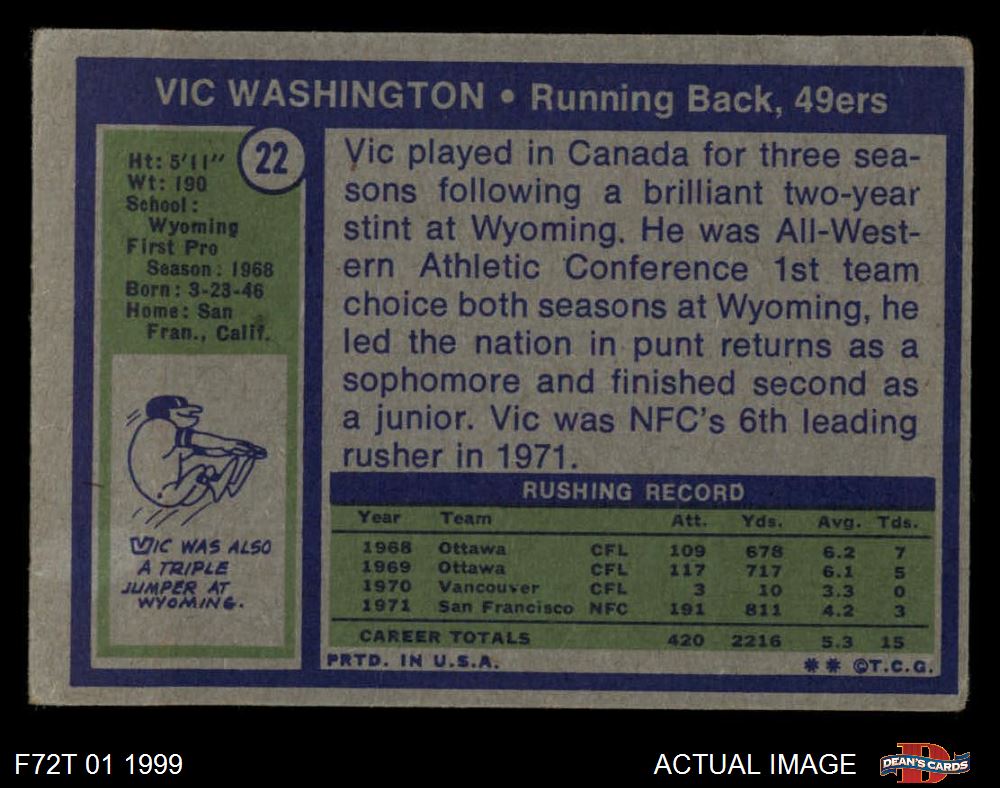 VIC WASHINGTON • Running Back, 49ers
22
Ht: 5'11"
Wt: 190
School:
Wyoming
First Pro
Season: 1968
Born: 3-23-46
Home: San
Fran., Calif.
VIC WAS ALSO
A TRIPLE
JUMPER AT
WYOMING.
Vic played in Canada for three sea-
sons following a brilliant two-year
stint at Wyoming. He was All-West-
ern Athletic Conference 1st team
choice both seasons at Wyoming, he
led the nation in punt returns as a
sophomore and finished second as
a junior. Vic was NFC's 6th leading
rusher in 1971.
RUSHING RECORD
Year Team Att. Yds. Avg. Tds.
1968 Ottawa CFL 109 678 6.2 7
1969 Ottawa CFL 117 717 6.1 5
1970 Vancouver CFL 3 10 3.3 0
1971 San Francisco NFC 191 811 4.2 3
CAREER TOTALS 420 2216 5.3 15
PRTD. IN U.S.A. ** ©T.C.G.
F72T 01 1999 ACTUAL IMAGE DEAN'S CARDS